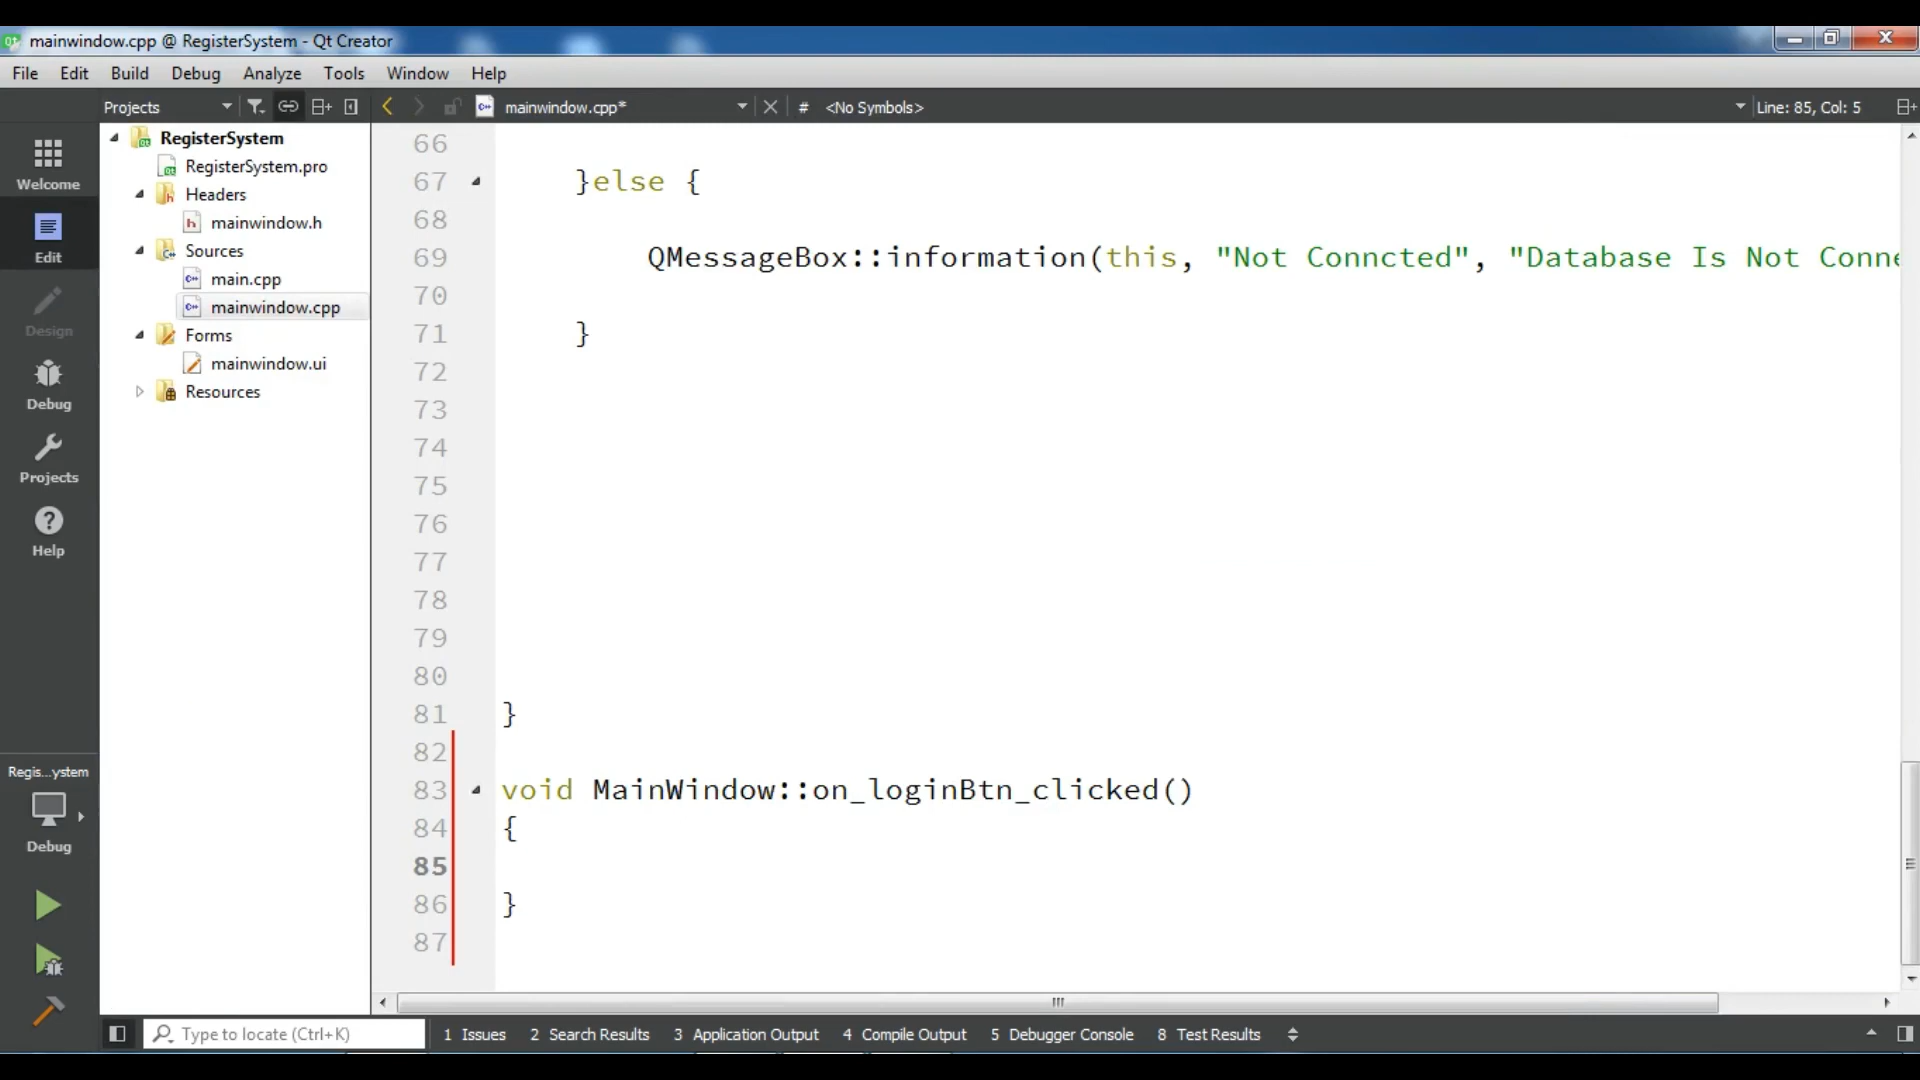 mainwindow.cpp @ RegisterSystem - Qt Creator
File Edit Build Debug Analyze Tools Window Help
Projects mainwindow.cpp* # <No Symbols> Line: 85, Col: 5
Welcome
Edit
Design
Debug
Projects
Help
Regis...ystem
Debug
RegisterSystem
RegisterSystem.pro
Headers
mainwindow.h
Sources
main.cpp
mainwindow.cpp
Forms
mainwindow.ui
Resources
66
67 }else {
68
69 QMessageBox::information(this, "Not Conncted", "Database Is Not Conne
70
71 }
72
73
74
75
76
77
78
79
80
81 }
82
83 void MainWindow::on_loginBtn_clicked()
84 {
85
86 }
87
Type to locate (Ctrl+K) 1 Issues 2 Search Results 3 Application Output 4 Compile Output 5 Debugger Console 8 Test Results